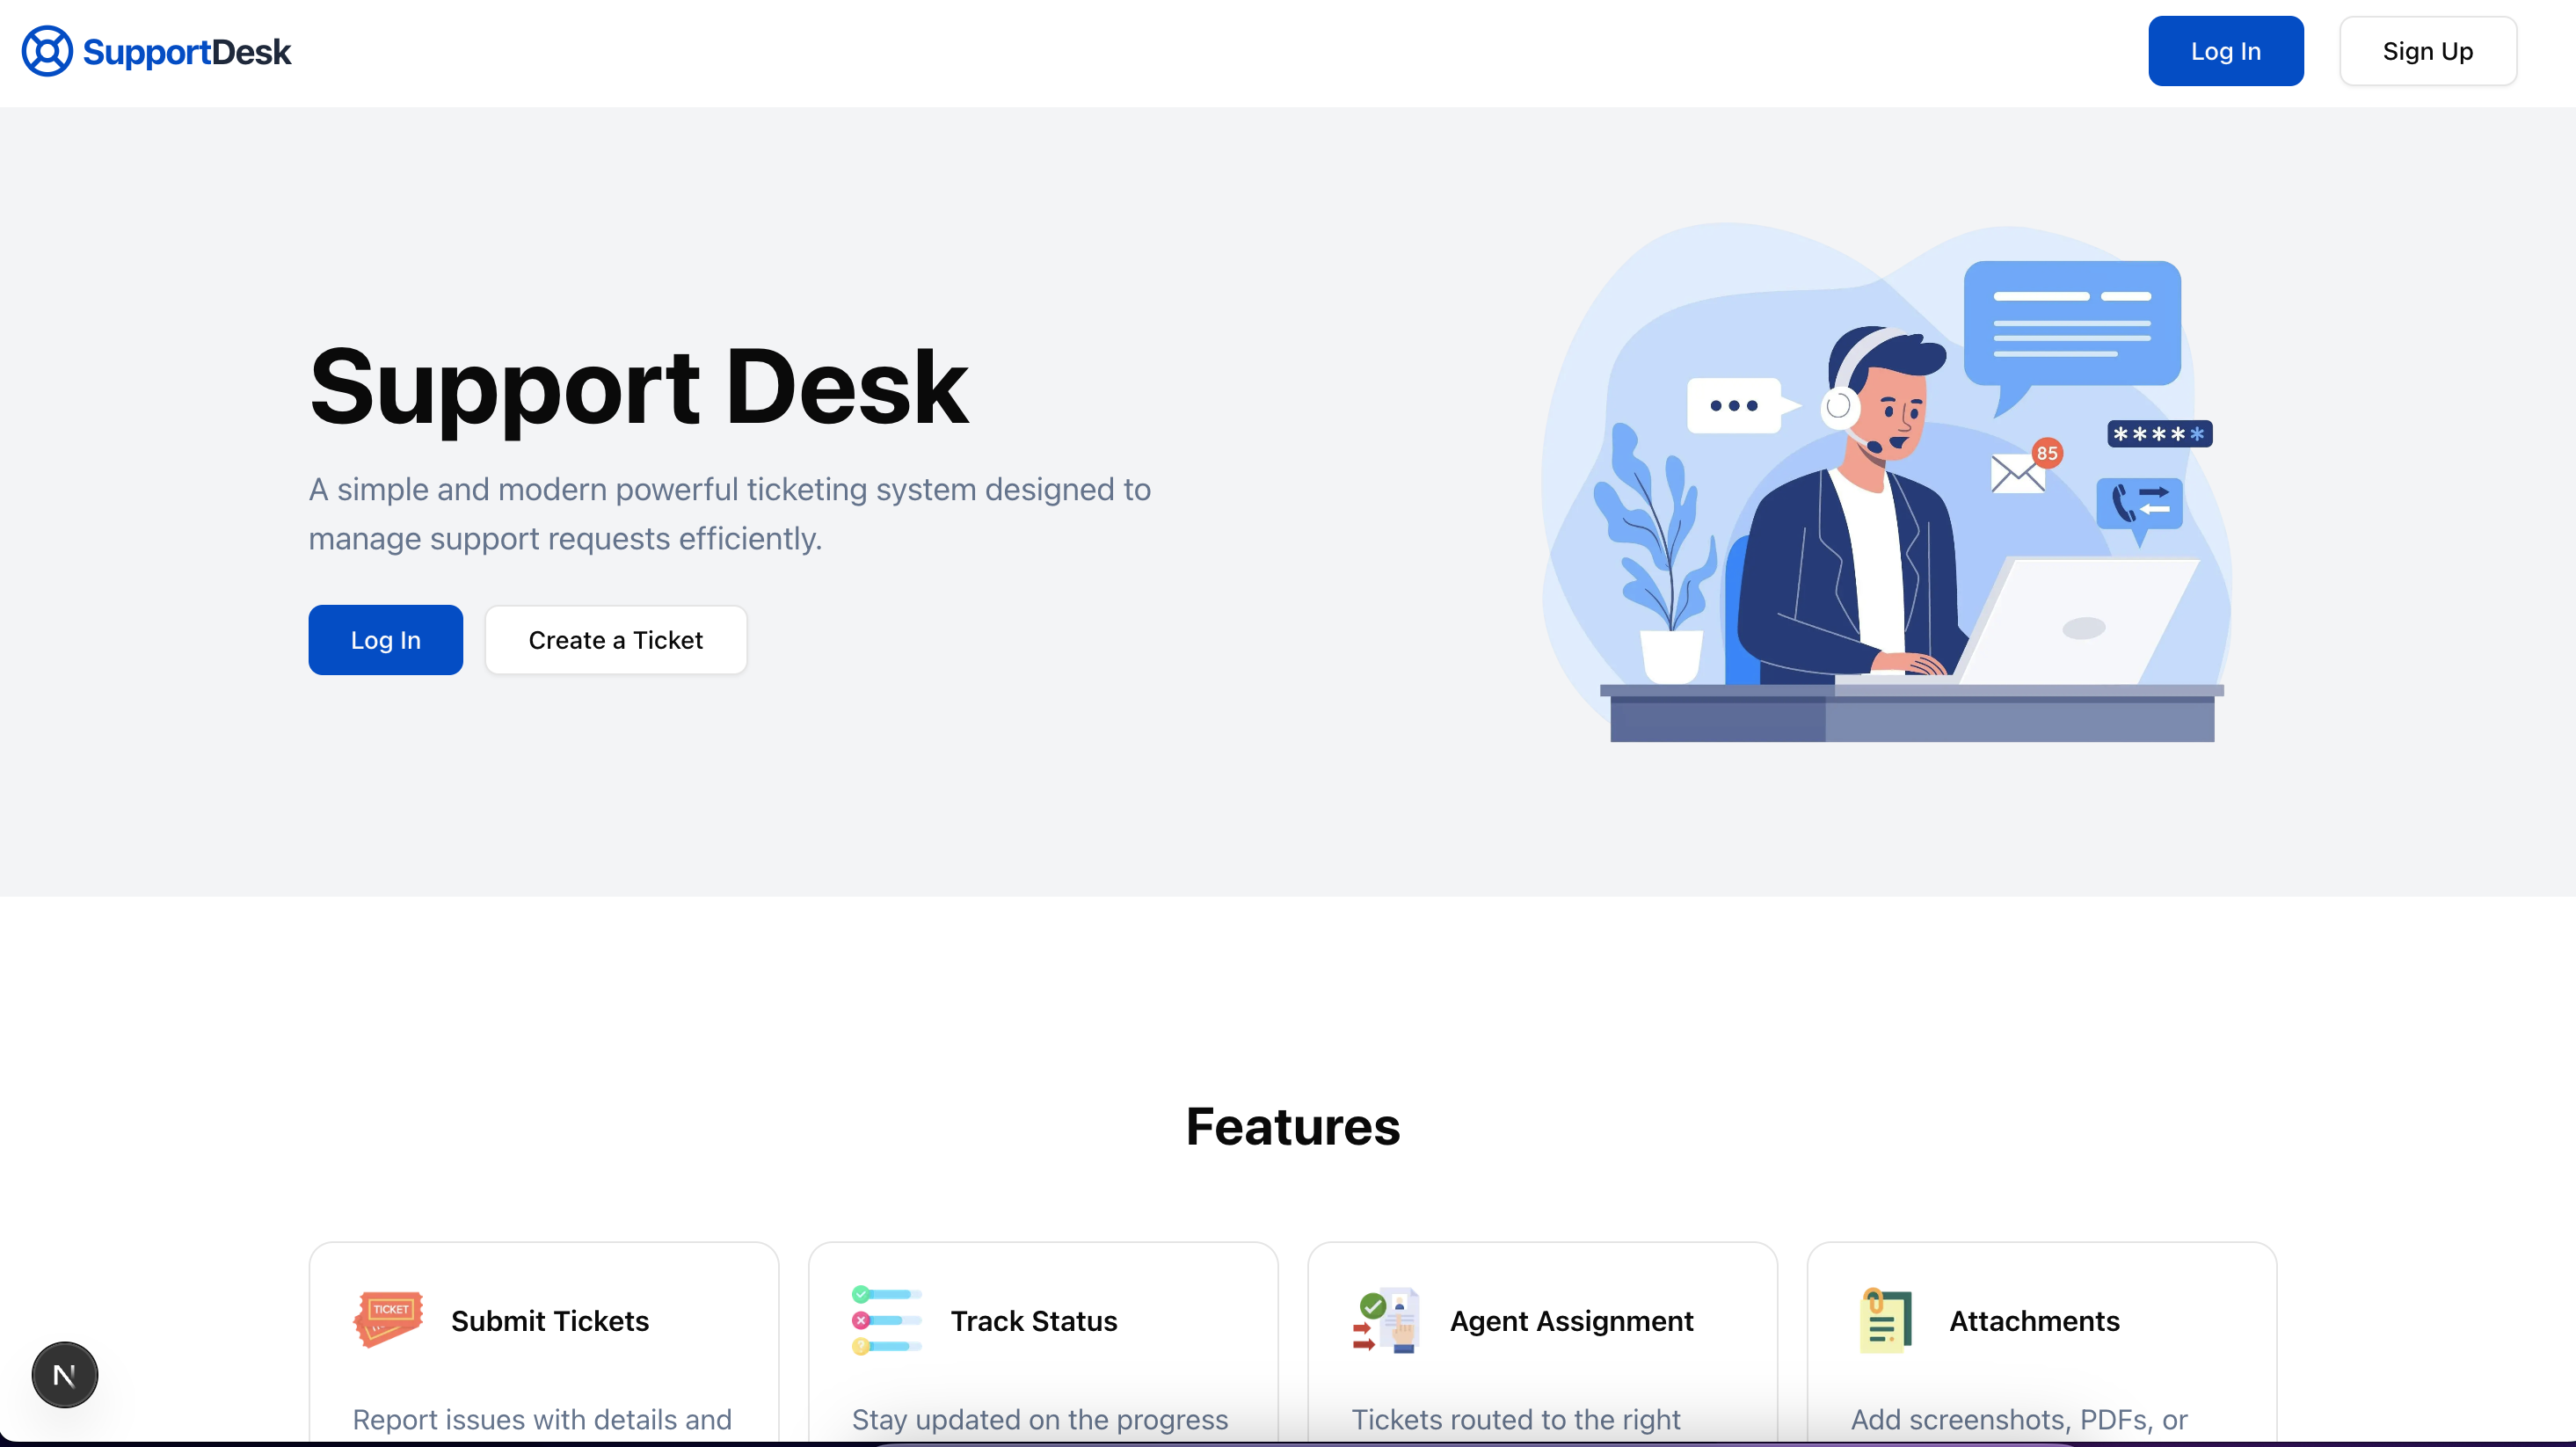 SupportDesk
Log In
Sign Up
Support Desk
A simple and modern powerful ticketing system designed to
manage support requests efficiently.
Log In
Create a Ticket
85
*****
Features
TICKET
Submit Tickets
Track Status
Agent Assignment
Attachments
Report issues with details and
Stay updated on the progress
Tickets routed to the right
Add screenshots, PDFs, or
N